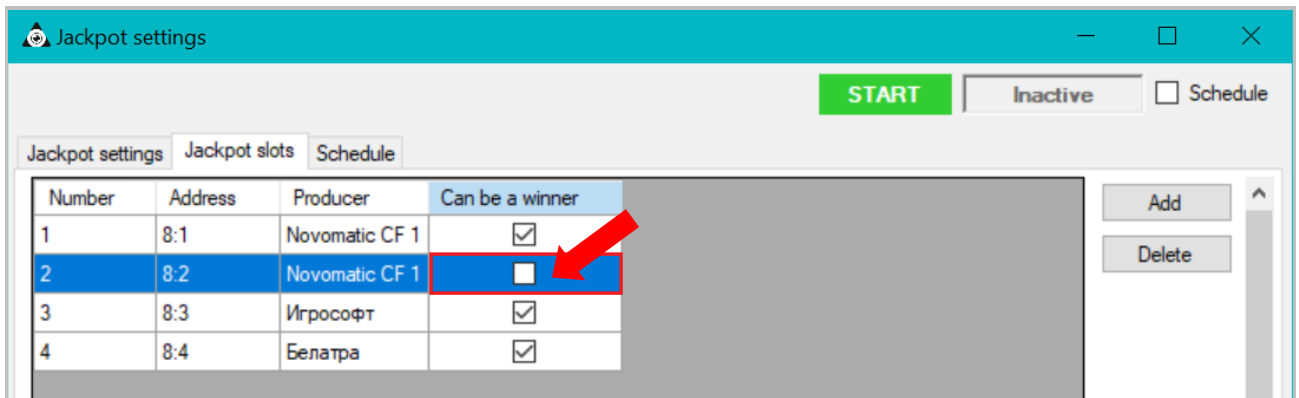 Jackpot settings
START Inactive Schedule
Jackpot settings Jackpot slots Schedule
Number Address Producer Can be a winner Add
1 8:1 Novomatic CF 1
2 8:2 Novomatic CF 1 Delete
3 8:3 Игрософт
4 8:4 Белатра